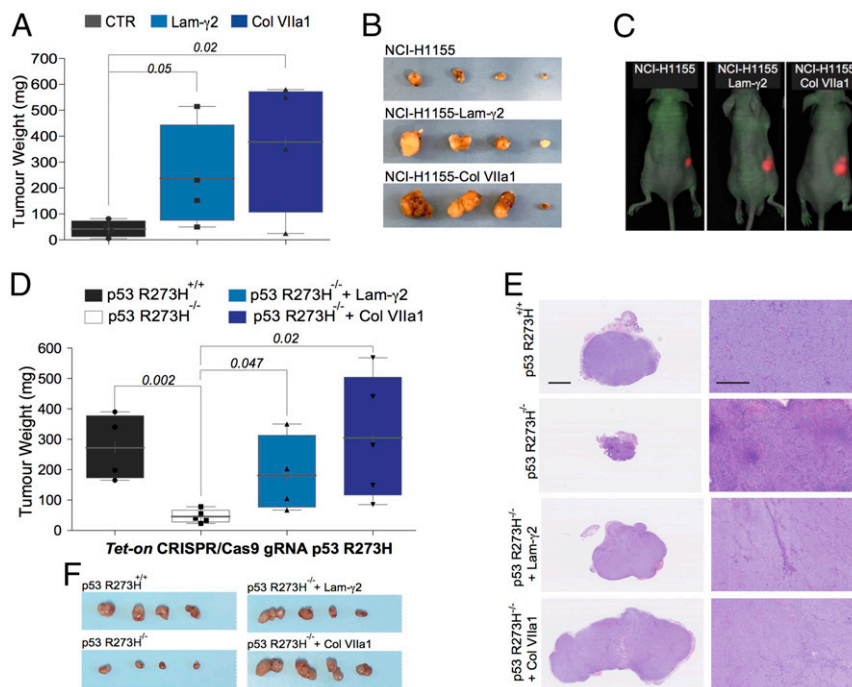 A
CTR Lam-γ2 Col VIIa1
0.02
0.05
Tumour Weight (mg)
700
600
500
400
300
200
100
0
B
NCI-H1155
NCI-H1155-Lam-γ2
NCI-H1155-Col VIIa1
C
NCI-H1155
NCI-H1155
Lam-γ2
NCI-H1155
Col VIIa1
D
p53 R273H+/+
p53 R273H-/-
p53 R273H-/- + Lam-γ2
p53 R273H-/- + Col VIIa1
0.02
0.047
0.002
Tumour Weight (mg)
600
500
400
300
200
100
0
Tet-on CRISPR/Cas9 gRNA p53 R273H
E
p53 R273H+/+
p53 R273H-/-
p53 R273H-/-
+ Lam-γ2
p53 R273H-/-
+ Col VIIa1
F
p53 R273H+/+
p53 R273H-/-
p53 R273H-/- + Lam-γ2
p53 R273H-/- + Col VIIa1